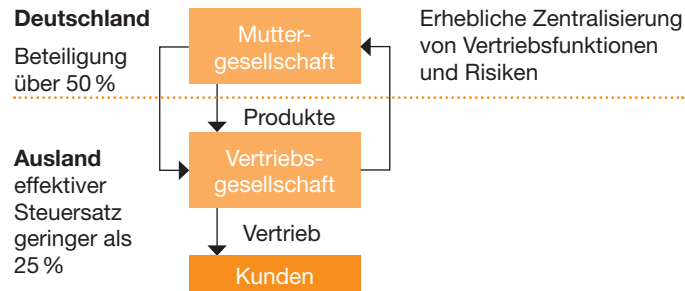 Deutschland
Beteiligung
über 50 %
Mutter-
gesellschaft
Erhebliche Zentralisierung
von Vertriebsfunktionen
und Risiken
Produkte
Ausland
effektiver
Steuersatz
geringer als
25 %
Vertriebs-
gesellschaft
Vertrieb
Kunden